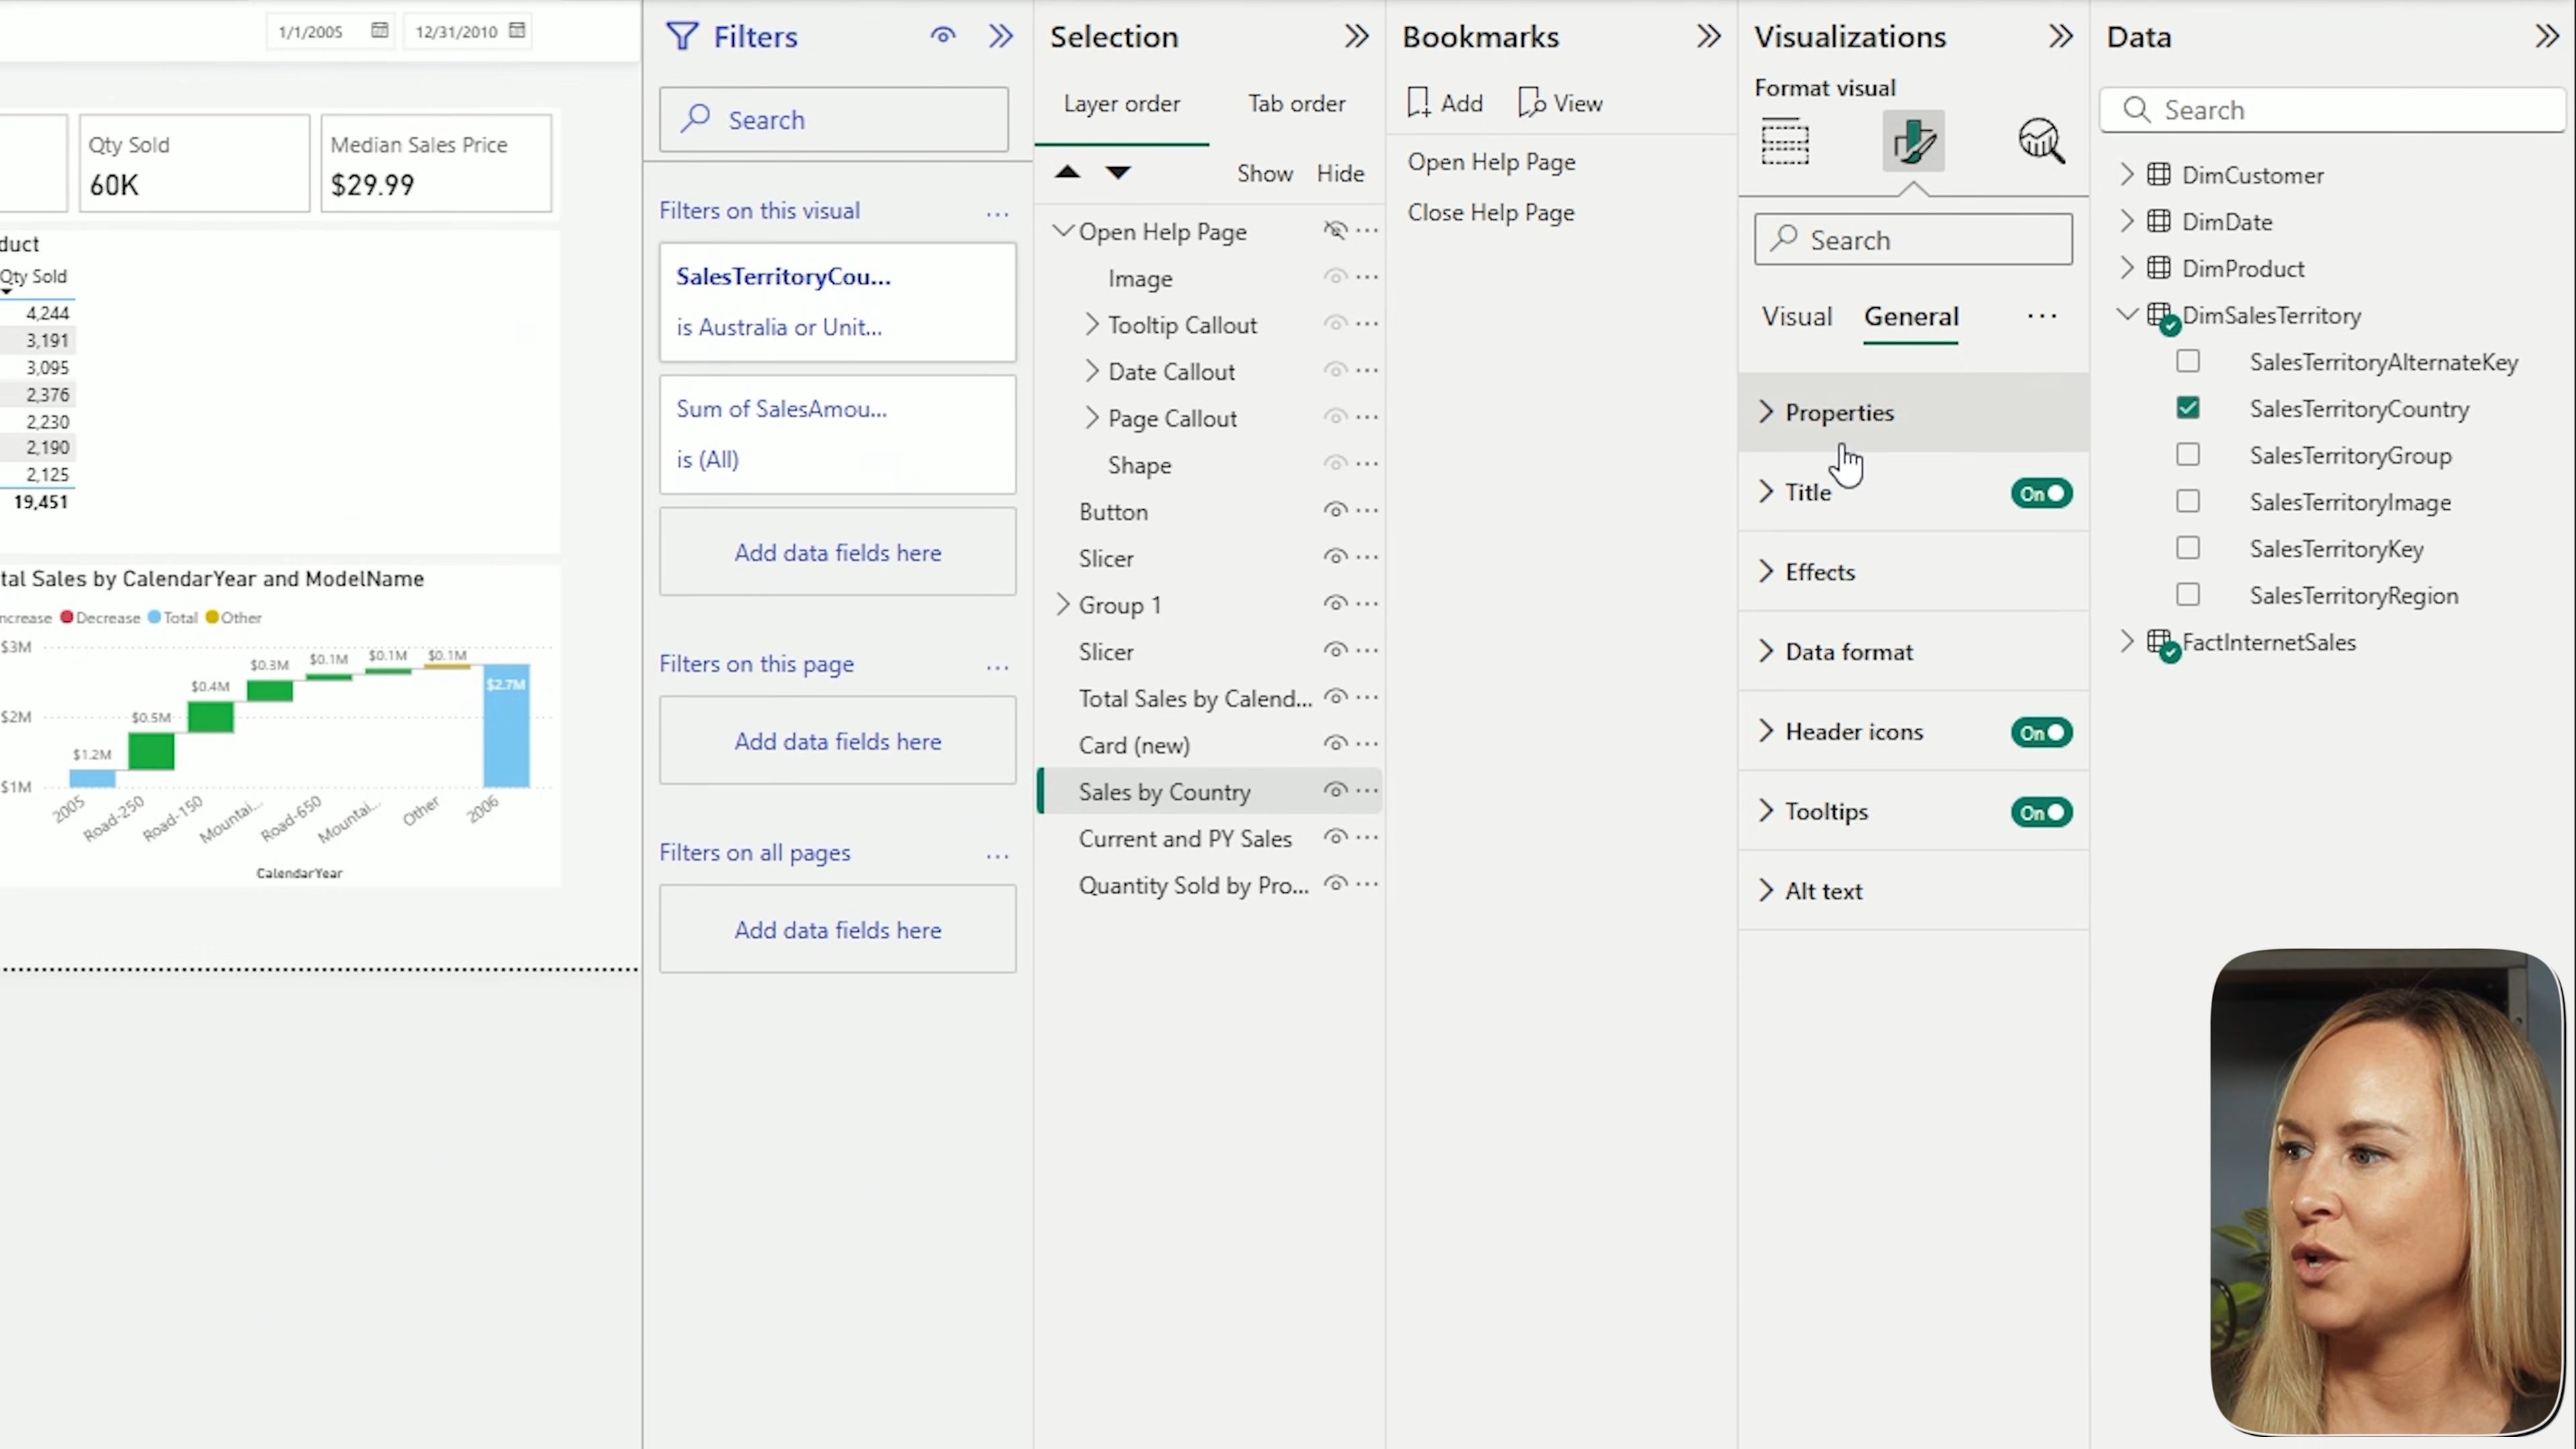 1/1/2005
12/31/2010
Qty Sold
60K
Median Sales Price
$29.99
duct
Qty Sold
4,244
3,191
3,095
2,376
2,230
2,190
2,125
19,451
tal Sales by CalendarYear and ModelName
ncrease Decrease Total Other
$3M
$2M
$1M
$1.2M
$0.5M
$0.4M
$0.3M
$0.1M
$0.1M
$0.1M
$2.7M
2005
Road-250
Road-150
Mountai...
Road-650
Mountai...
Other
2006
CalendarYear
Filters
Search
Filters on this visual
...
SalesTerritoryCou...
is Australia or Unit...
Sum of SalesAmou...
is (All)
Add data fields here
Filters on this page
...
Add data fields here
Filters on all pages
...
Add data fields here
Selection
Layer order
Tab order
Show
Hide
Open Help Page
Image
Tooltip Callout
Date Callout
Page Callout
Shape
Button
Slicer
Group 1
Slicer
Total Sales by Calend...
Card (new)
Sales by Country
Current and PY Sales
Quantity Sold by Pro...
Bookmarks
Add
View
Open Help Page
Close Help Page
Visualizations
Format visual
Search
Visual
General
...
Properties
Title
On
Effects
Data format
Header icons
On
Tooltips
On
Alt text
Data
Search
DimCustomer
DimDate
DimProduct
DimSalesTerritory
SalesTerritoryAlternateKey
SalesTerritoryCountry
SalesTerritoryGroup
SalesTerritoryImage
SalesTerritoryKey
SalesTerritoryRegion
FactInternetSales